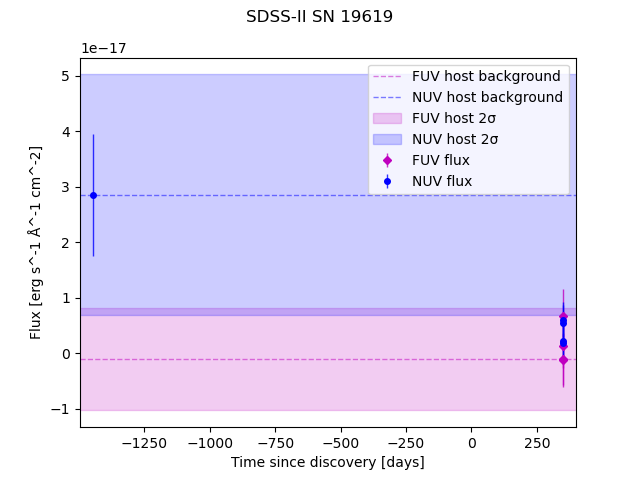 SDSS-II SN 19619
1e−17
FUV host background
NUV host background
FUV host 2σ
NUV host 2σ
FUV flux
NUV flux
5
4
3
2
1
0
−1
Flux [erg s^-1 Å^-1 cm^-2]
−1250 −1000 −750 −500 −250 0 250
Time since discovery [days]